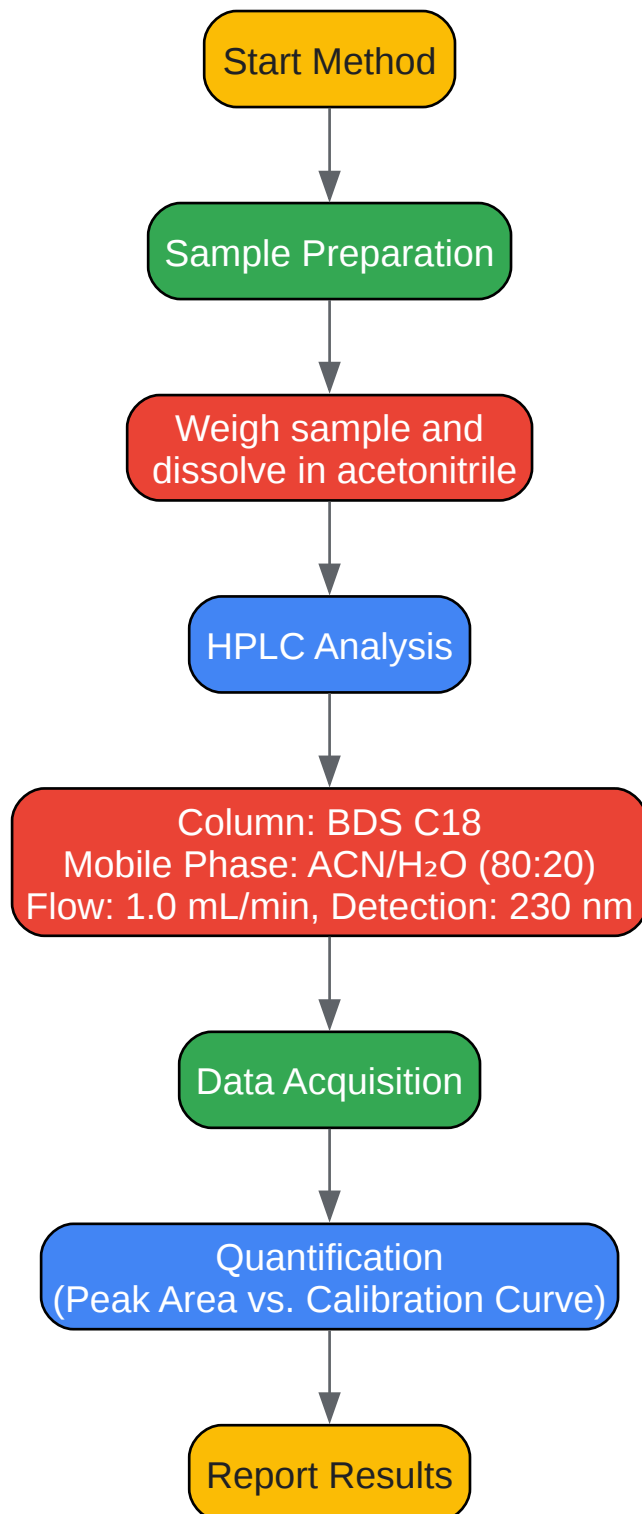 Start Method
Sample Preparation
Weigh sample and
dissolve in acetonitrile
HPLC Analysis
Column: BDS C18
Mobile Phase: ACN/H₂O (80:20)
Flow: 1.0 mL/min, Detection: 230 nm
Data Acquisition
Quantification
(Peak Area vs. Calibration Curve)
Report Results